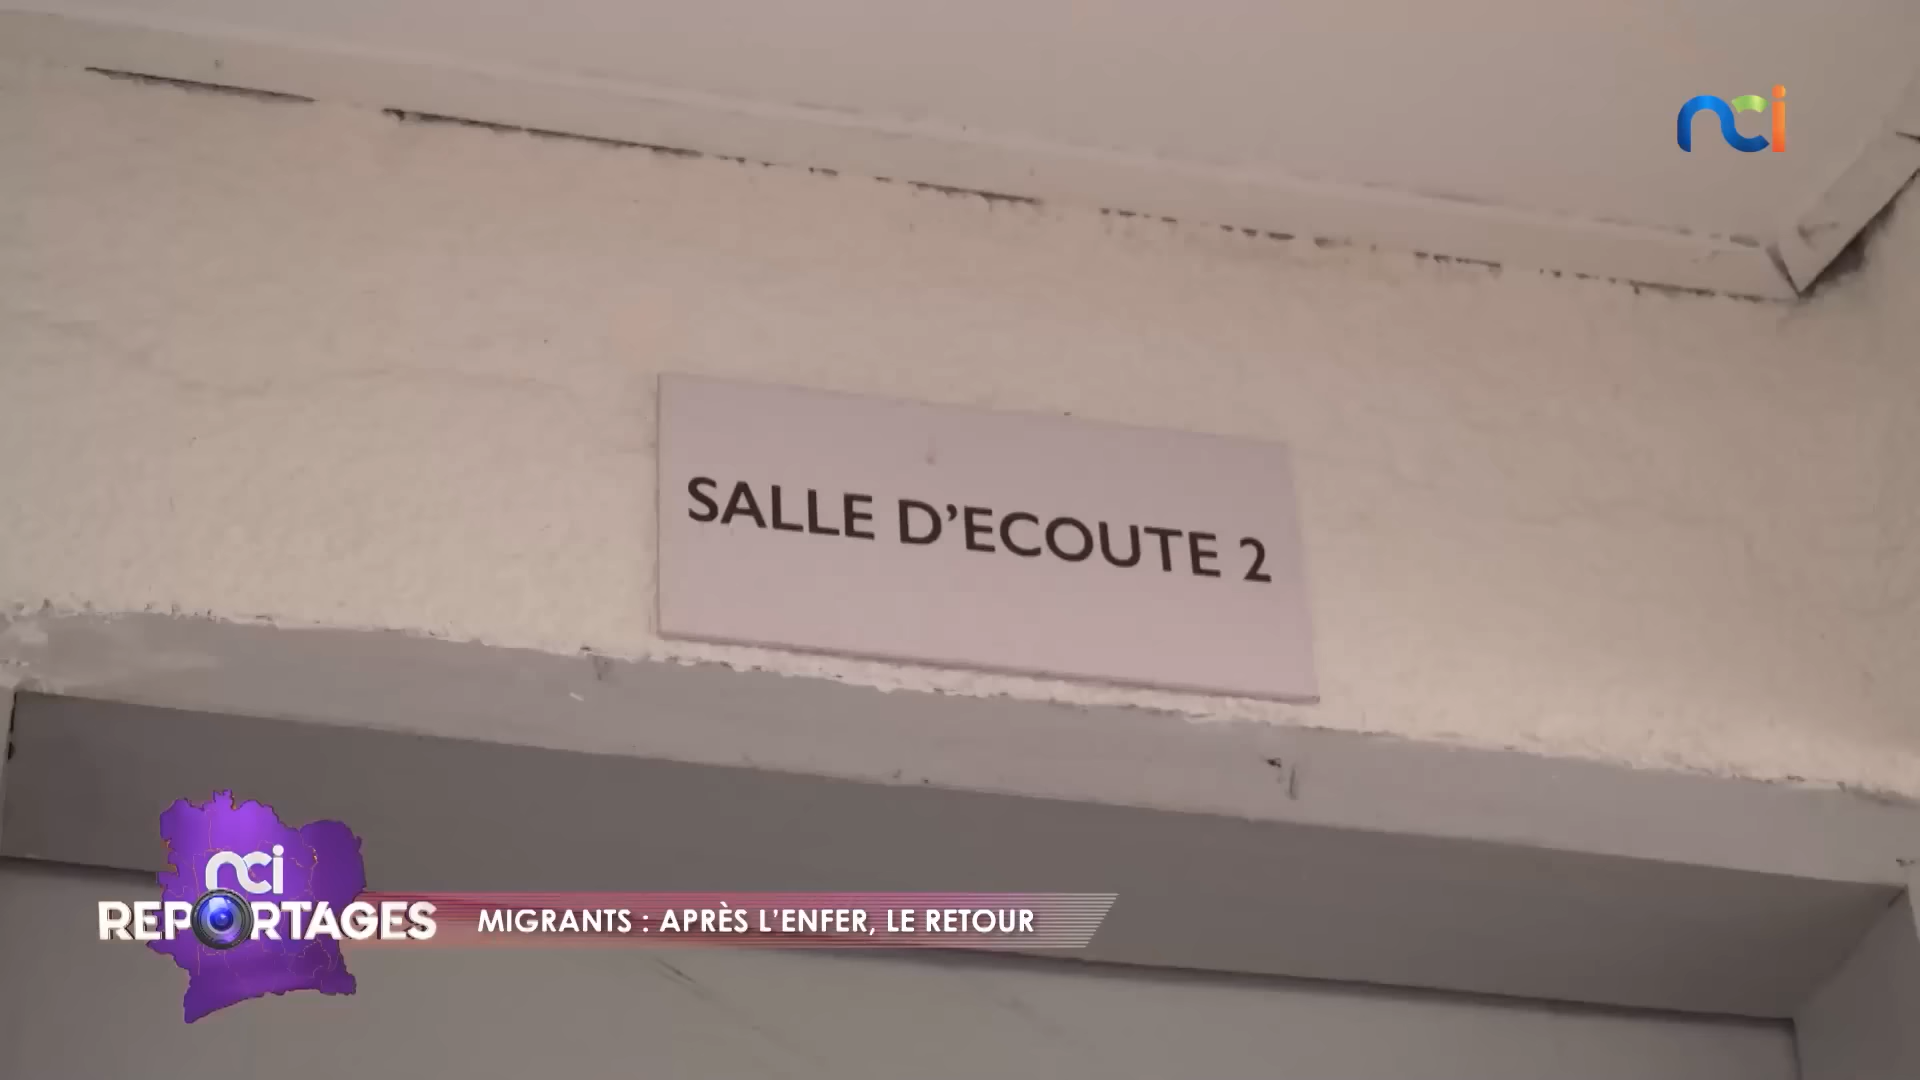 nci
SALLE D'ECOUTE 2
nci
REPORTAGES
MIGRANTS : APRÈS L'ENFER, LE RETOUR